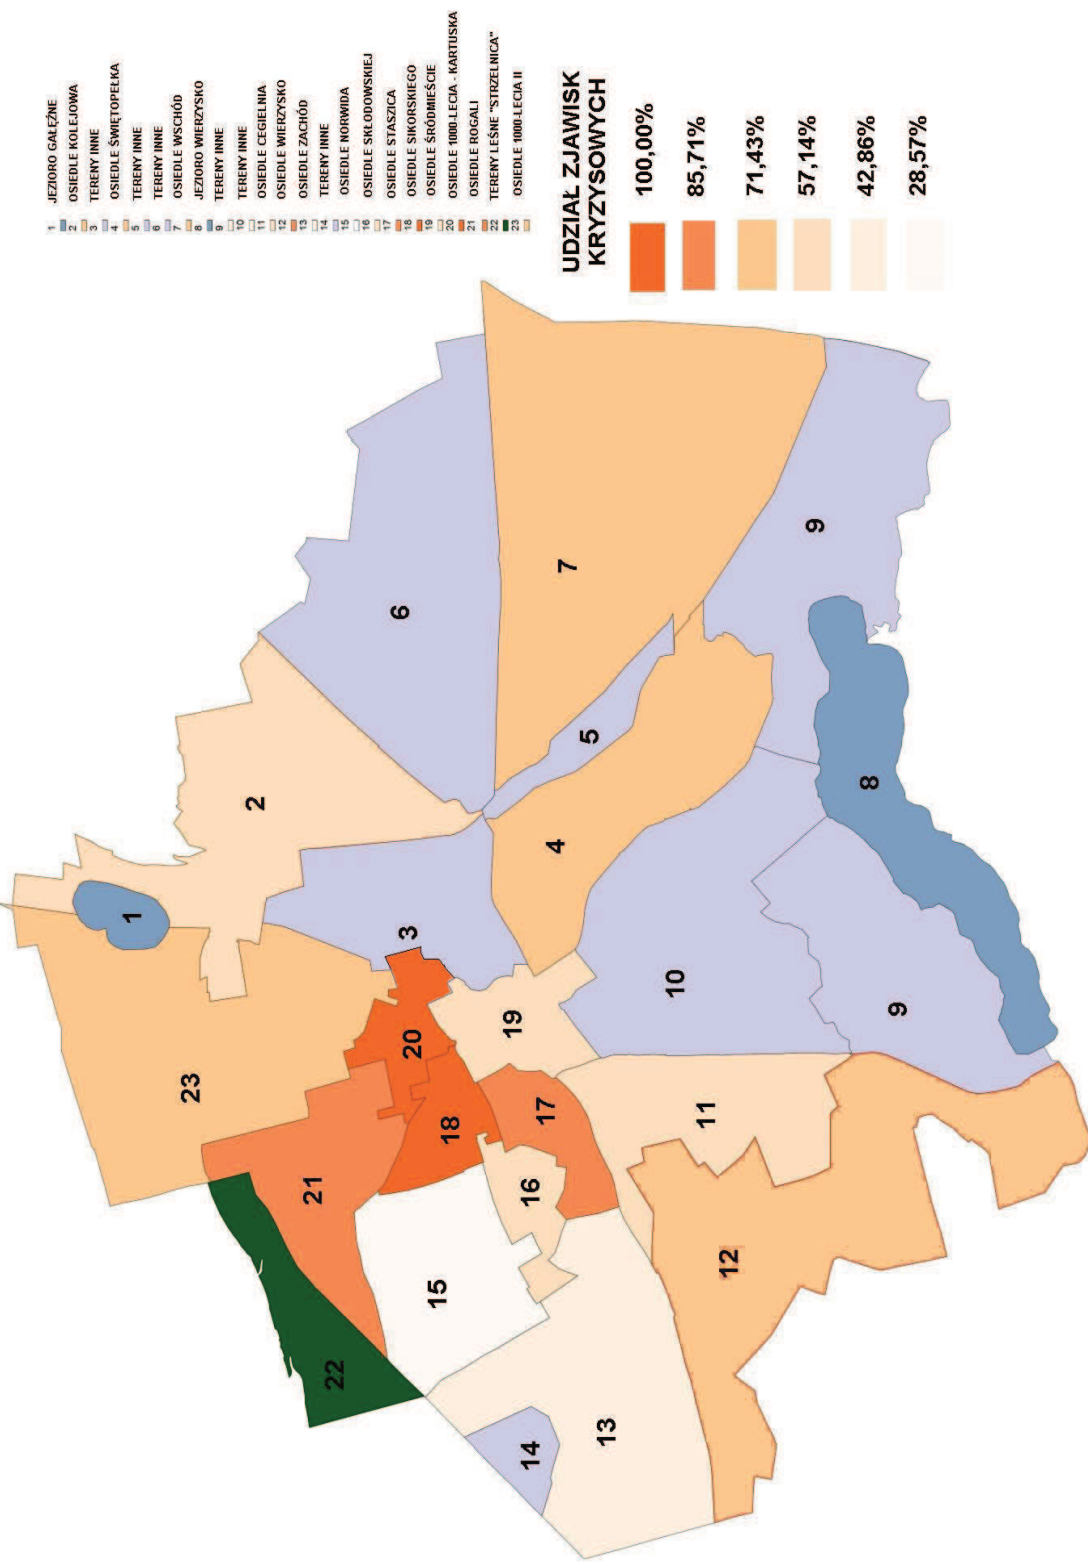 1 JEZIORO GAŁĘŹNE
2 OSIEDLE KOLEJOWA
3 TERENY INNE
4 OSIEDLE ŚWIĘTOPEŁKA
5 TERENY INNE
6 TERENY INNE
7 OSIEDLE WSCHÓD
8 JEZIORO WIERZYSKO
9 TERENY INNE
10 TERENY INNE
11 OSIEDLE CEGIELNIA
12 OSIEDLE WIERZYSKO
13 OSIEDLE ZACHÓD
14 TERENY INNE
15 OSIEDLE NORWIDA
16 OSIEDLE SKŁODOWSKIEJ
17 OSIEDLE STASZICA
18 OSIEDLE SIKORSKIEGO
19 OSIEDLE ŚRÓDMIEŚCIE
20 OSIEDLE 1000-LECIA - KARTUSKA
21 OSIEDLE ROGALI
22 TERENY LEŚNE "STRZELNICA"
23 OSIEDLE 1000-LECIA II
UDZIAŁ ZJAWISK
KRYZYSOWYCH
100,00%
85,71%
71,43%
57,14%
42,86%
28,57%
1
23
2
21
22
6
3
20
15
18
19
14
16
17
4
7
5
13
10
11
12
9
8
9